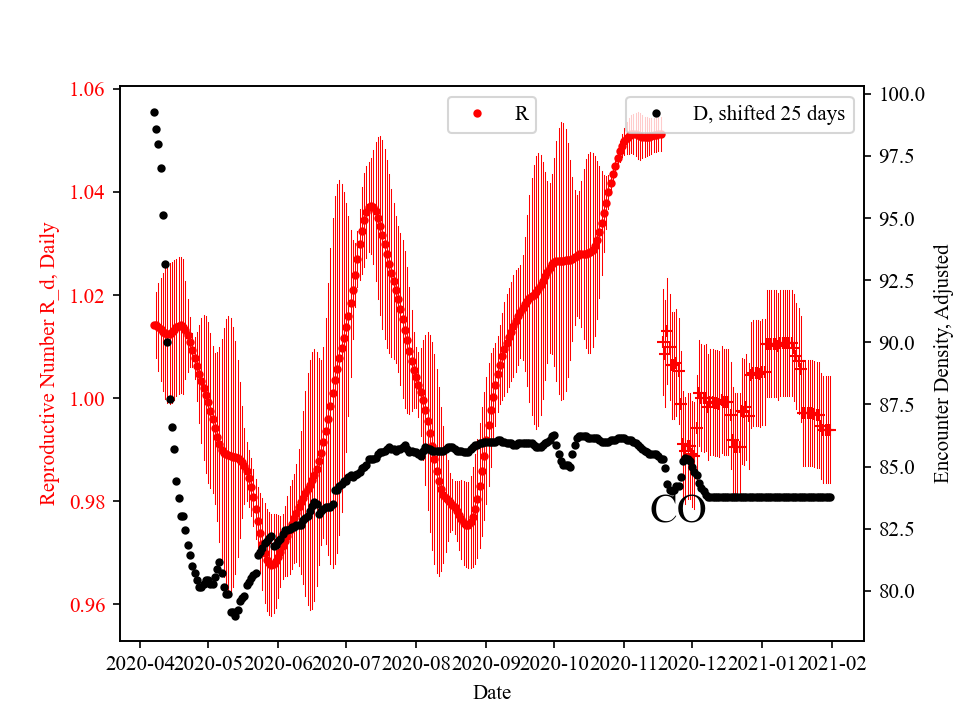 R
D, shifted 25 days
1.06
1.04
1.02
1.00
0.98
0.96
Reproductive Number R_d, Daily
100.0
97.5
95.0
92.5
90.0
87.5
85.0
82.5
80.0
Encounter Density, Adjusted
CO
2020-04 2020-05 2020-06 2020-07 2020-08 2020-09 2020-10 2020-11 2020-12 2021-01 2021-02
Date